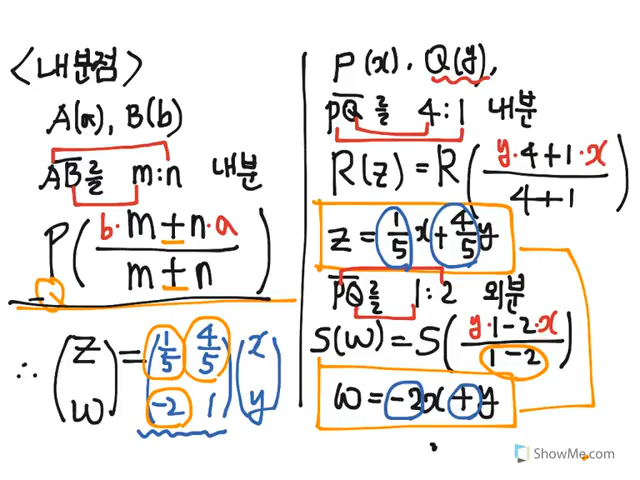 <내분점>
A(a), B(b)
AB를 m:n 내분
P( b·m±n·a / m±n )
Q
∴ (z w) = (1/5 4/5 -2 1)(x y)
P(x). Q(y),
PQ를 4:1 내분
R(z) = R( y·4+1·x / 4+1 )
z = 1/5 x + 4/5 y
PQ를 1:2 외분
S(w) = S( y·1-2·x / 1-2 )
w = -2x+y
ShowMe.com